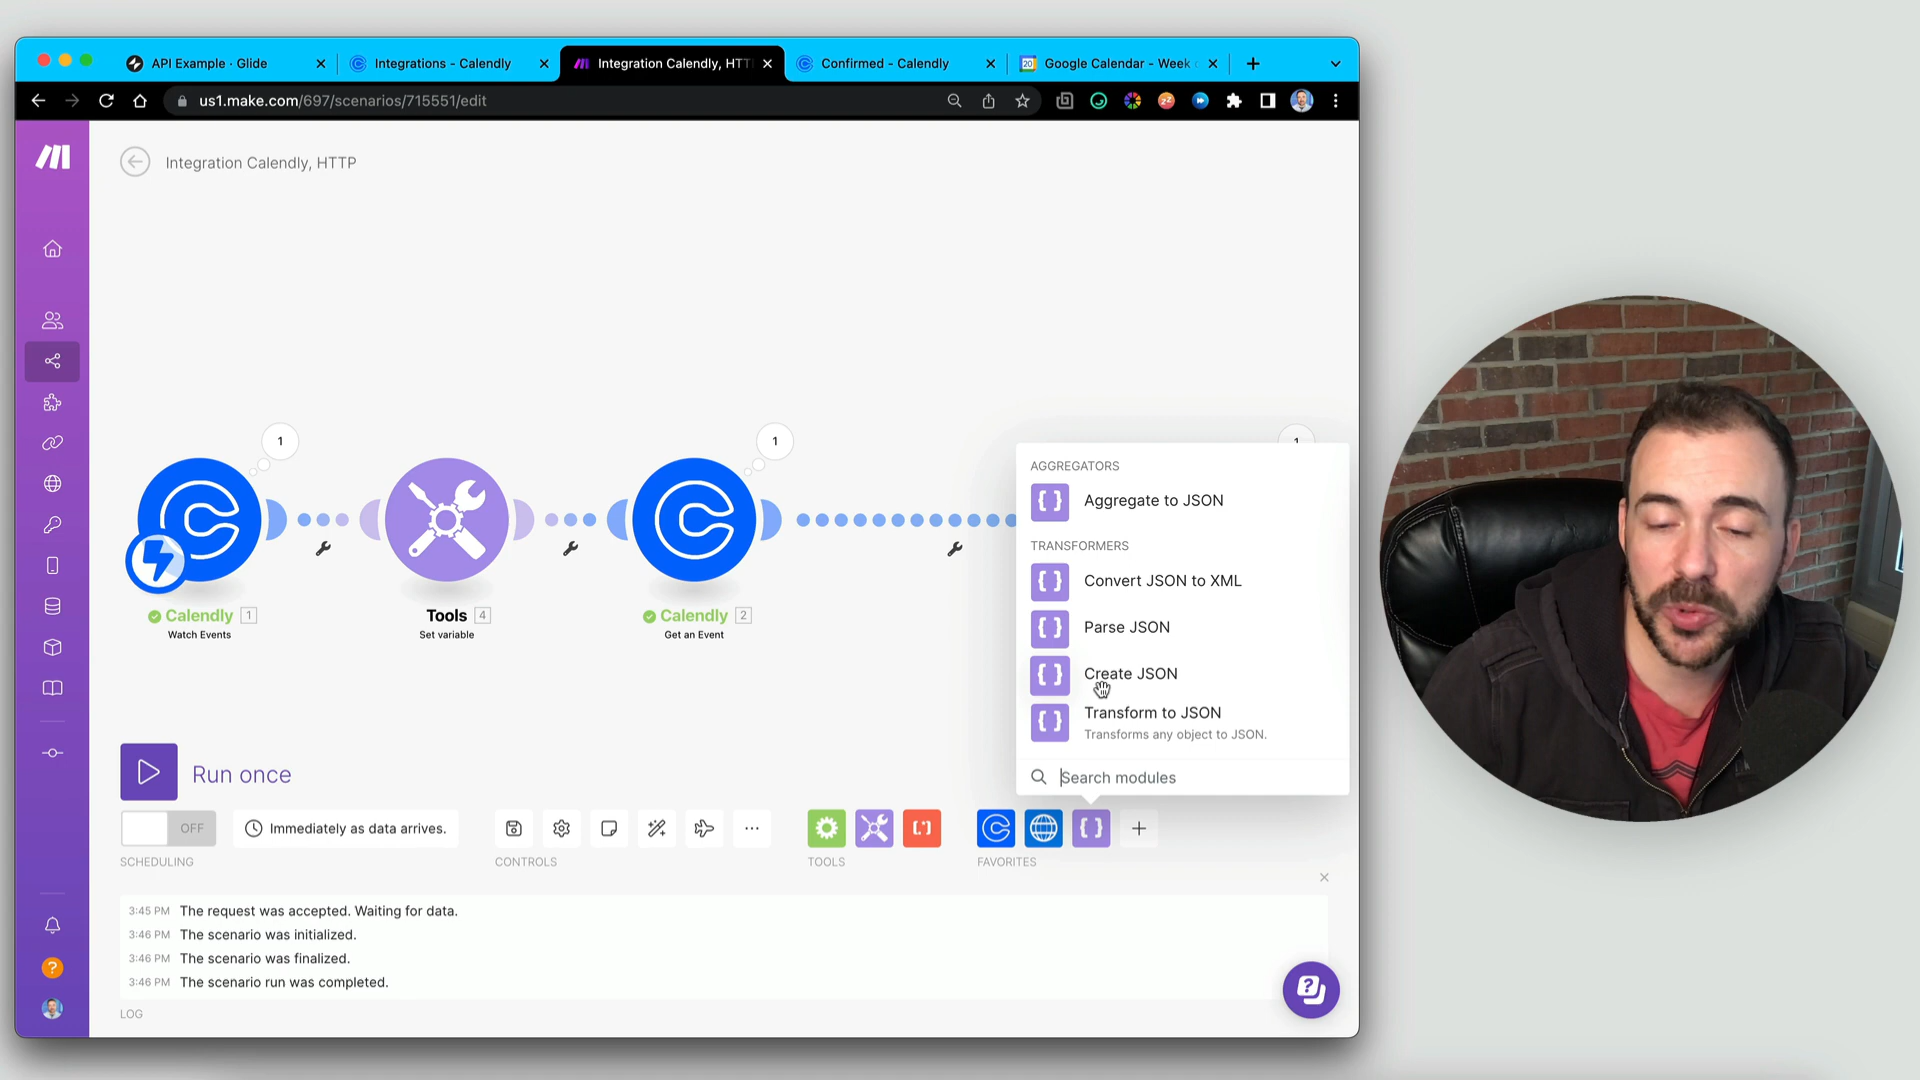 API Example · Glide
Integrations - Calendly
Integration Calendly, HTT
Confirmed - Calendly
20
Google Calendar - Week
us1.make.com/697/scenarios/715551/edit
Integration Calendly, HTTP
1
1
1
AGGREGATORS
Aggregate to JSON
TRANSFORMERS
Convert JSON to XML
Parse JSON
Create JSON
Transform to JSON
Transforms any object to JSON.
Search modules
Calendly 1
Watch Events
Tools 4
Set variable
Calendly 2
Get an Event
Run once
OFF
Immediately as data arrives.
SCHEDULING
CONTROLS
TOOLS
FAVORITES
3:45 PM The request was accepted. Waiting for data.
3:46 PM The scenario was initialized.
3:46 PM The scenario was finalized.
3:46 PM The scenario run was completed.
LOG